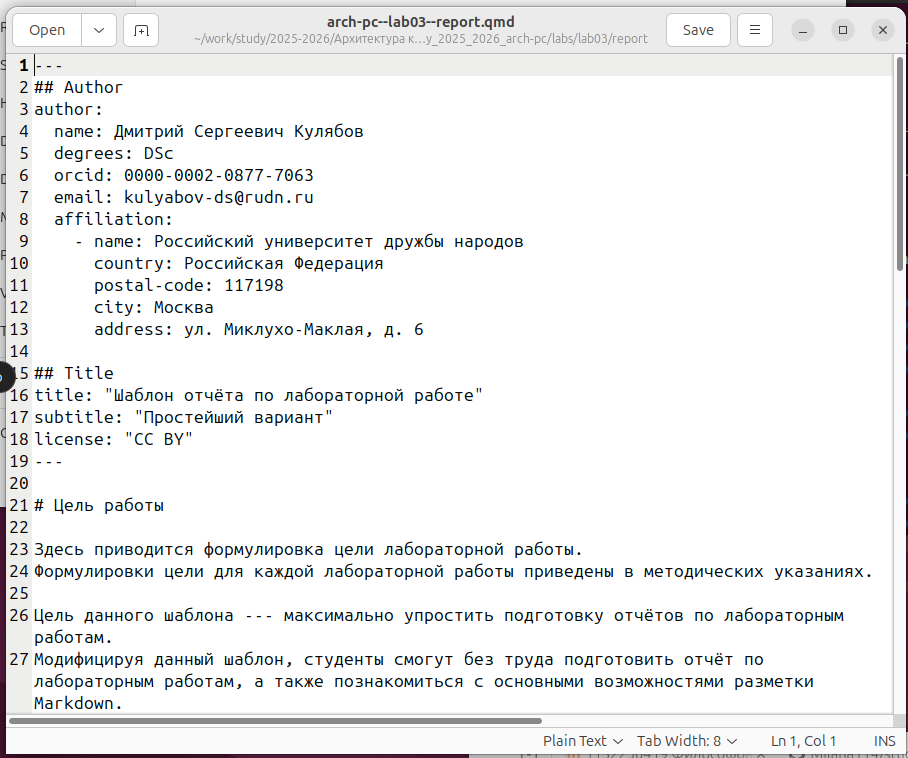 Open
arch-pc--lab03--report.qmd
~/work/study/2025-2026/Архитектура к…y_2025_2026_arch-pc/labs/lab03/report
Save
1 ---
2 ## Author
3 author:
4 name: Дмитрий Сергеевич Кулябов
5 degrees: DSc
6 orcid: 0000-0002-0877-7063
7 email: kulyabov-ds@rudn.ru
8 affiliation:
9 - name: Российский университет дружбы народов
10 country: Российская Федерация
11 postal-code: 117198
12 city: Москва
13 address: ул. Миклухо-Маклая, д. 6
14
15 ## Title
16 title: "Шаблон отчёта по лабораторной работе"
17 subtitle: "Простейший вариант"
18 license: "CC BY"
19 ---
20
21 # Цель работы
22
23 Здесь приводится формулировка цели лабораторной работы.
24 Формулировки цели для каждой лабораторной работы приведены в методических указаниях.
25
26 Цель данного шаблона --- максимально упростить подготовку отчётов по лабораторным
работам.
27 Модифицируя данный шаблон, студенты смогут без труда подготовить отчёт по
лабораторным работам, а также познакомиться с основными возможностями разметки
Markdown.
Plain Text
Tab Width: 8
Ln 1, Col 1
INS